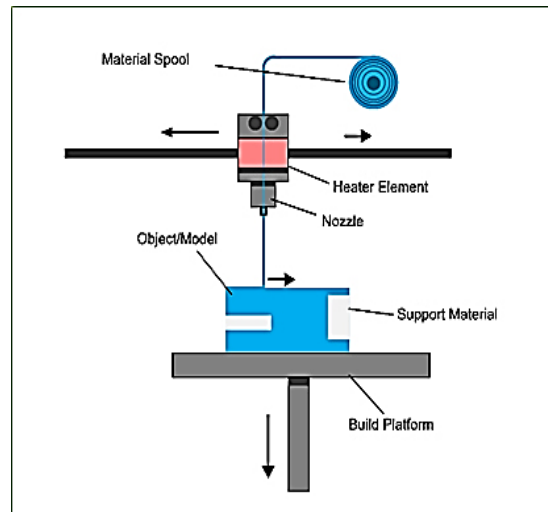 Material Spool
Heater Element
Nozzle
Object/Model
Support Material
Build Platform